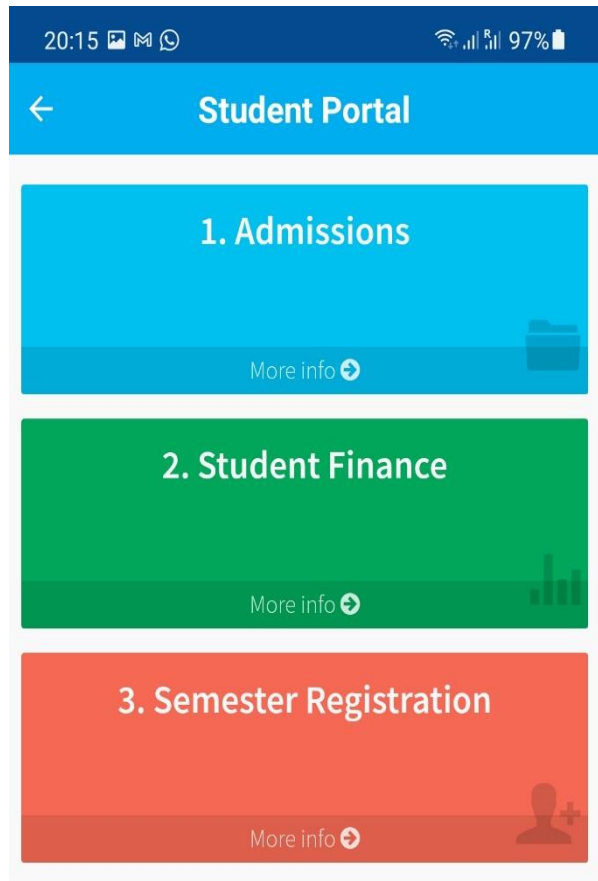 20:15 97%
Student Portal
1. Admissions
More info
2. Student Finance
More info
3. Semester Registration
More info